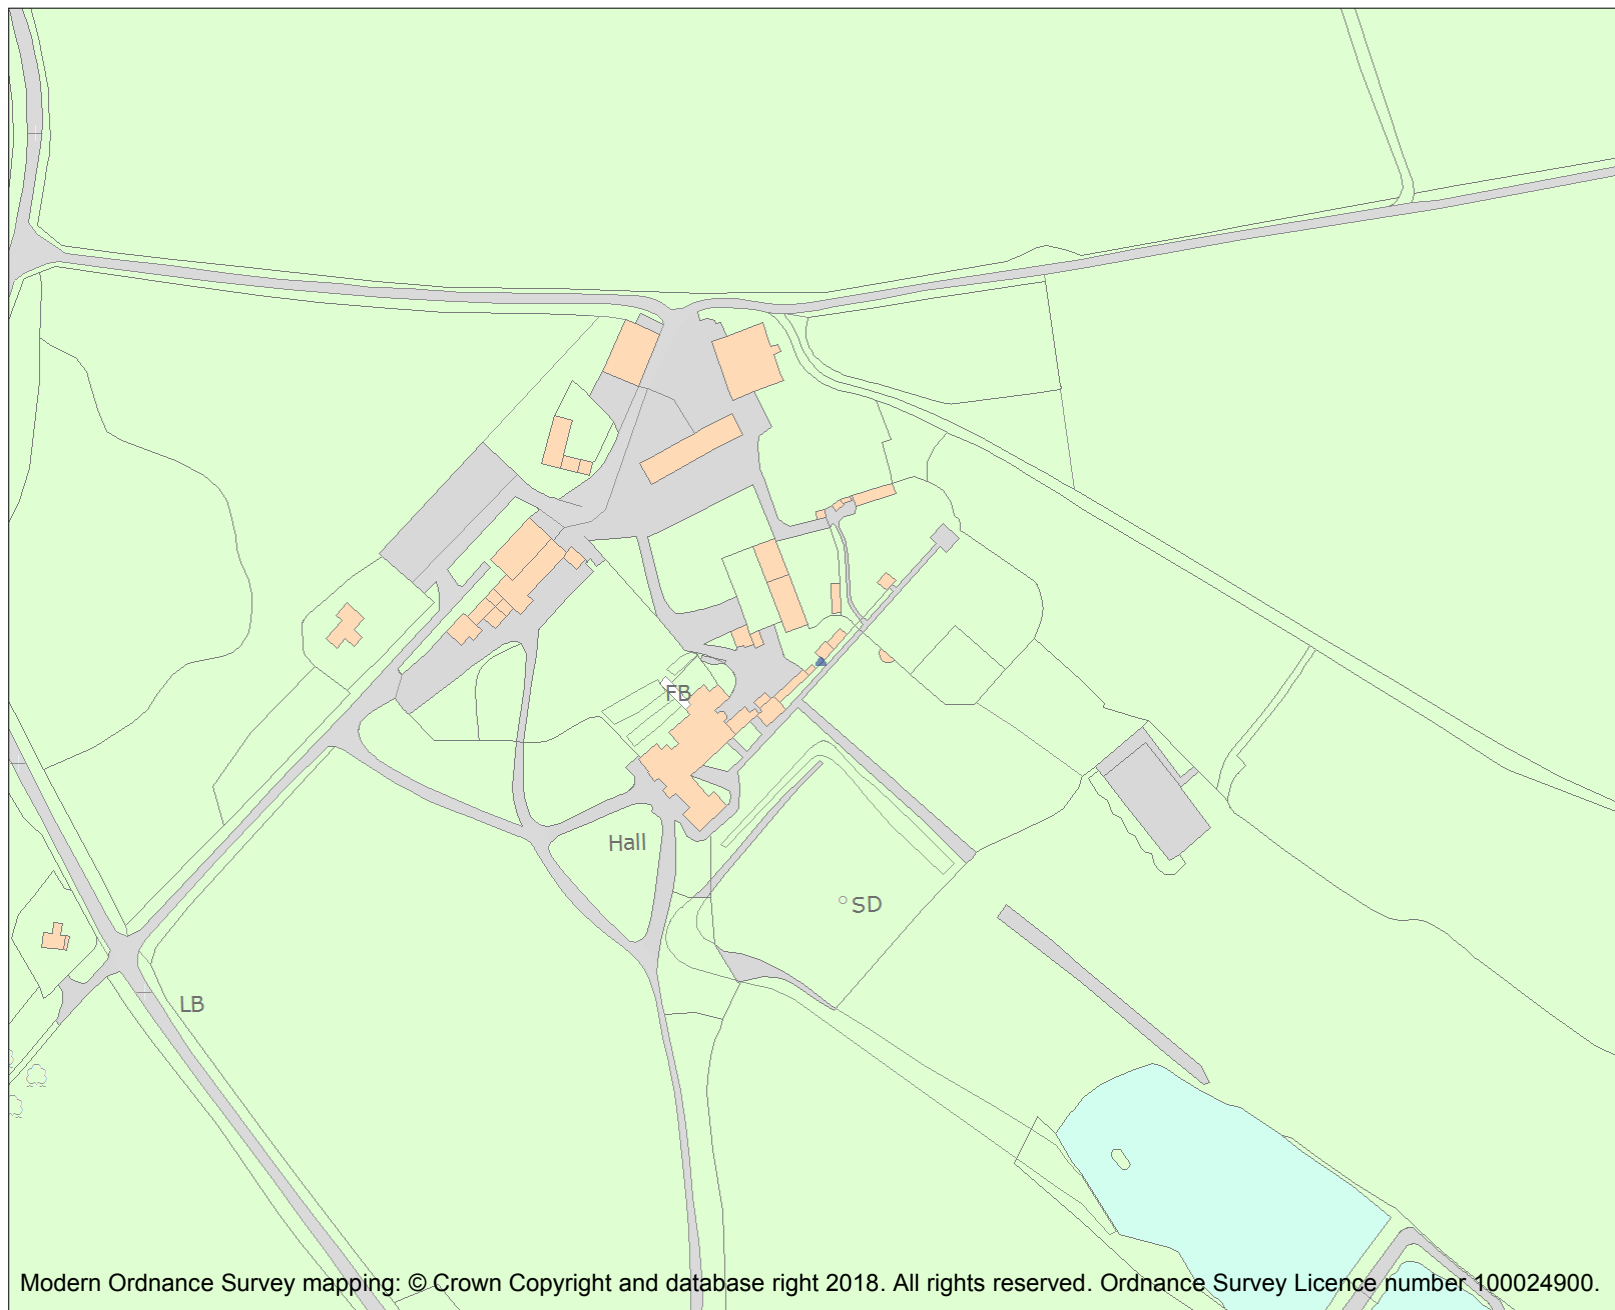 FB
Hall
SD
LB
Modern Ordnance Survey mapping: © Crown Copyright and database right 2018. All rights reserved. Ordnance Survey Licence number 100024900.